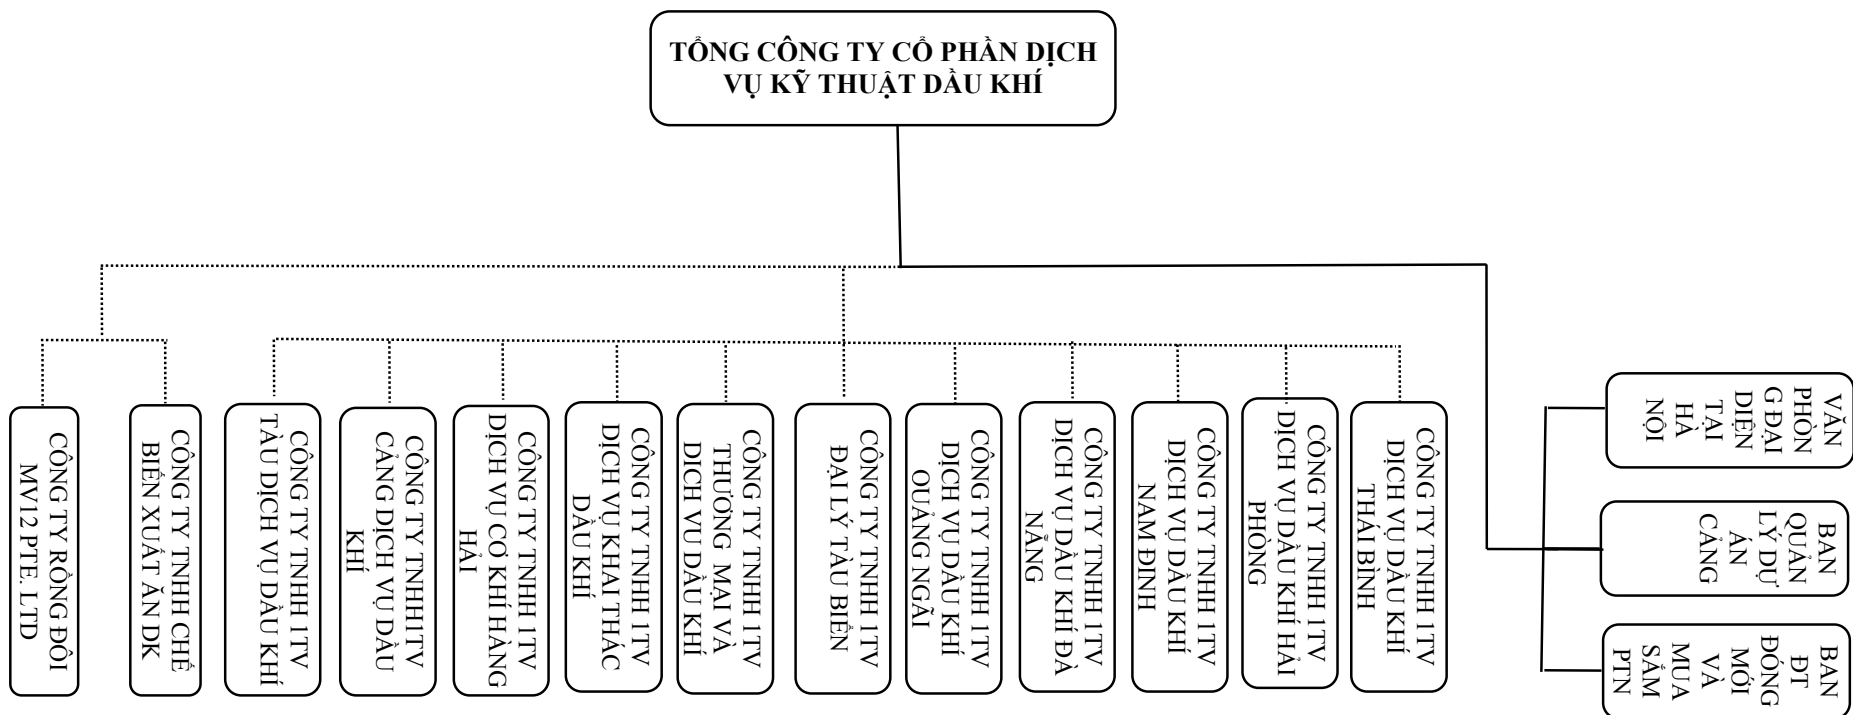 TỔNG CÔNG TY CỔ PHẦN DỊCH
VỤ KỸ THUẬT DẦU KHÍ
CÔNG TY RỒNG ĐÔI
MV12 PTE. LTD
CÔNG TY TNHH CHẾ
BIẾN XUẤT ĂN DK
CÔNG TY TNHH 1TV
TÀU DỊCH VỤ DẦU KHÍ
CÔNG TY TNHH1TV
CẢNG DỊCH VỤ DẦU
KHÍ
CÔNG TY TNHH 1TV
DỊCH VỤ CƠ KHÍ HÀNG
HẢI
CÔNG TY TNHH 1TV
DỊCH VỤ KHAI THÁC
DẦU KHÍ
CÔNG TY TNHH 1TV
THƯƠNG MẠI VÀ
DỊCH VỤ DẦU KHÍ
CÔNG TY TNHH 1TV
ĐẠI LÝ TÀU BIỂN
CÔNG TY TNHH 1TV
DỊCH VỤ DẦU KHÍ
QUẢNG NGÃI
CÔNG TY TNHH 1TV
DỊCH VỤ DẦU KHÍ ĐÀ
NẴNG
CÔNG TY TNHH 1TV
DỊCH VỤ DẦU KHÍ
NAM ĐỊNH
CÔNG TY TNHH 1TV
DỊCH VỤ DẦU KHÍ HẢI
PHÒNG
CÔNG TY TNHH 1TV
DỊCH VỤ DẦU KHÍ
THÁI BÌNH
VĂN
PHÒN
G ĐẠI
DIỆN
TẠI
HÀ
NỘI
BAN
QUẢN
LÝ DỰ
ÁN
CẢNG
BAN
ĐT
ĐÓNG
MỚI
VÀ
MUA
SẮM
PTN